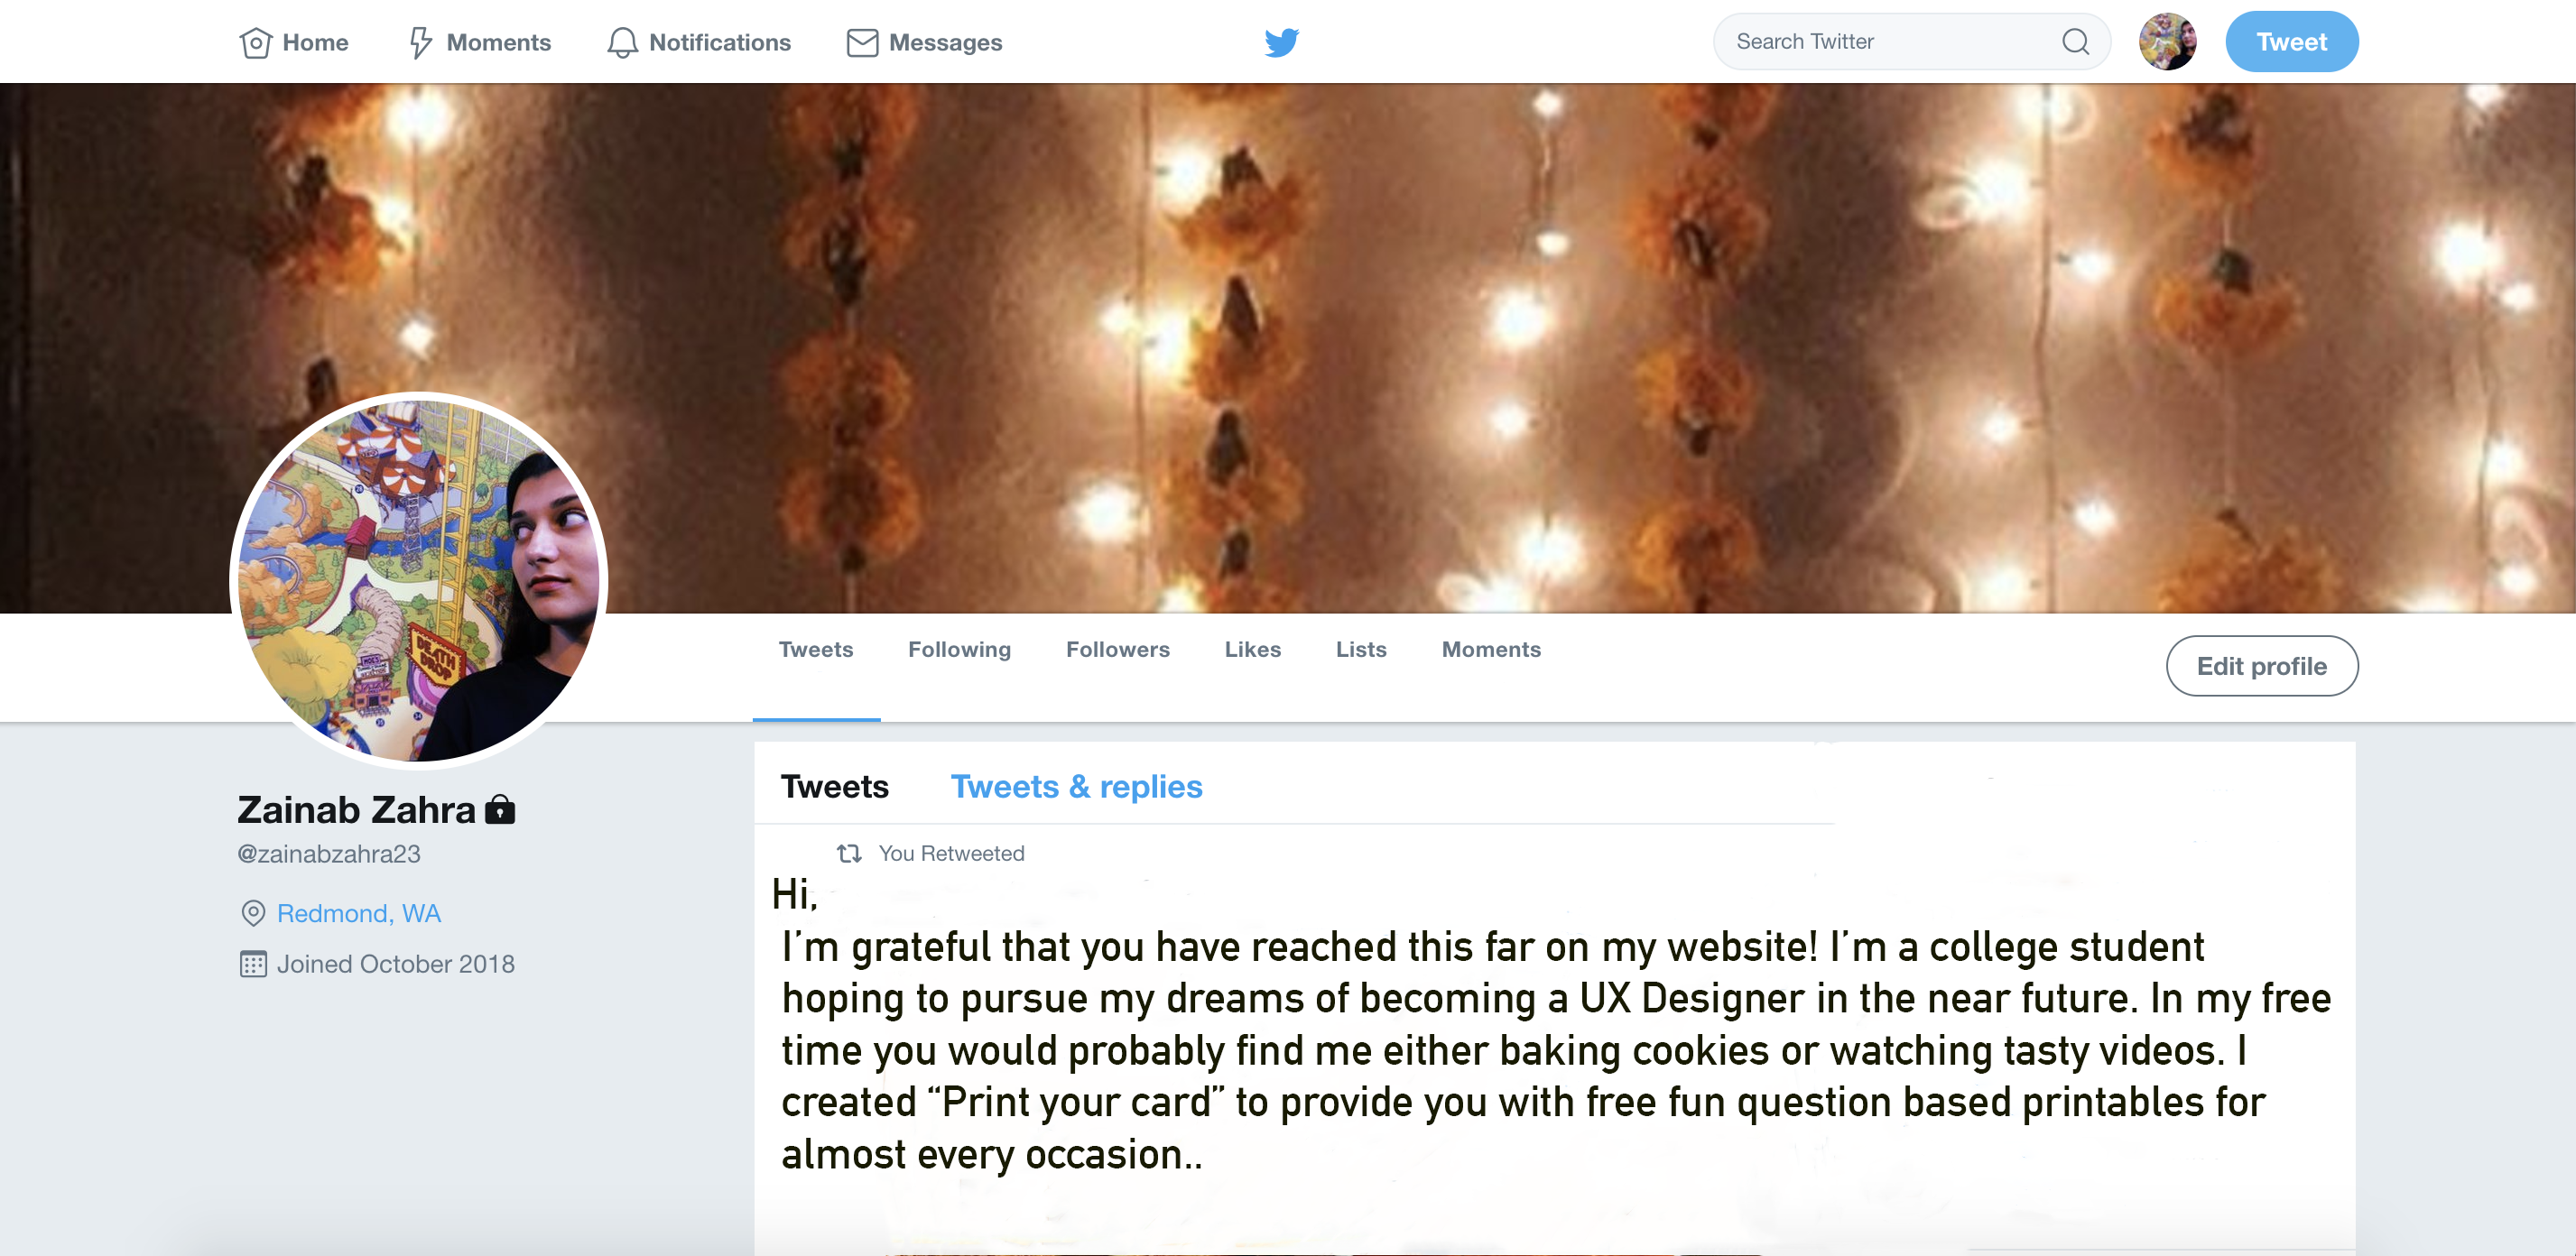 Home Moments Notifications Messages Search Twitter Tweet
DEATH
DROP
Tweets Following Followers Likes Lists Moments Edit profile
Zainab Zahra
@zainabzahra23
Redmond, WA
Joined October 2018
Tweets Tweets & replies
You Retweeted
Hi,
I’m grateful that you have reached this far on my website! I’m a college student
hoping to pursue my dreams of becoming a UX Designer in the near future. In my free
time you would probably find me either baking cookies or watching tasty videos. I
created “Print your card” to provide you with free fun question based printables for
almost every occasion..